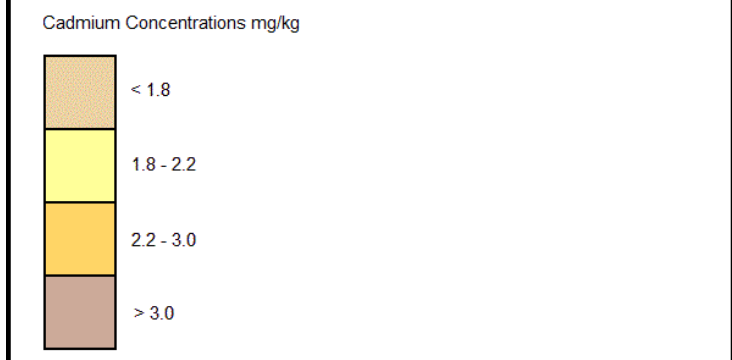 Cadmium Concentrations mg/kg
< 1.8
1.8 - 2.2
2.2 - 3.0
> 3.0